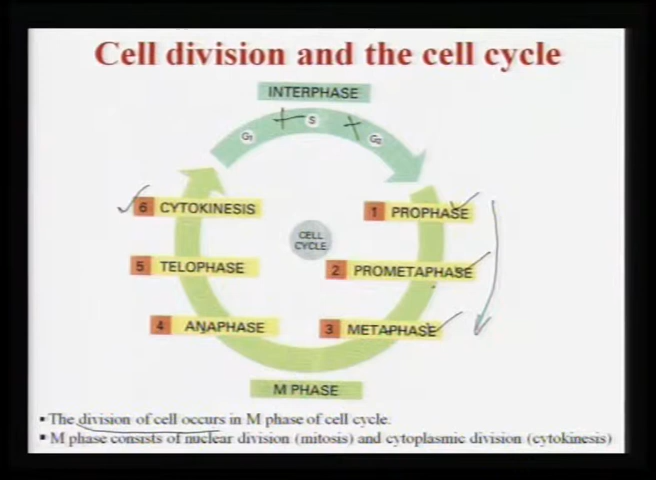 Cell division and the cell cycle
INTERPHASE
G₁
S
G₂
6 CYTOKINESIS
1 PROPHASE
CELL
CYCLE
5 TELOPHASE
2 PROMETAPHASE
4 ANAPHASE
3 METAPHASE
M PHASE
▪ The division of cell occurs in M phase of cell cycle.
▪ M phase consists of nuclear division (mitosis) and cytoplasmic division (cytokinesis)